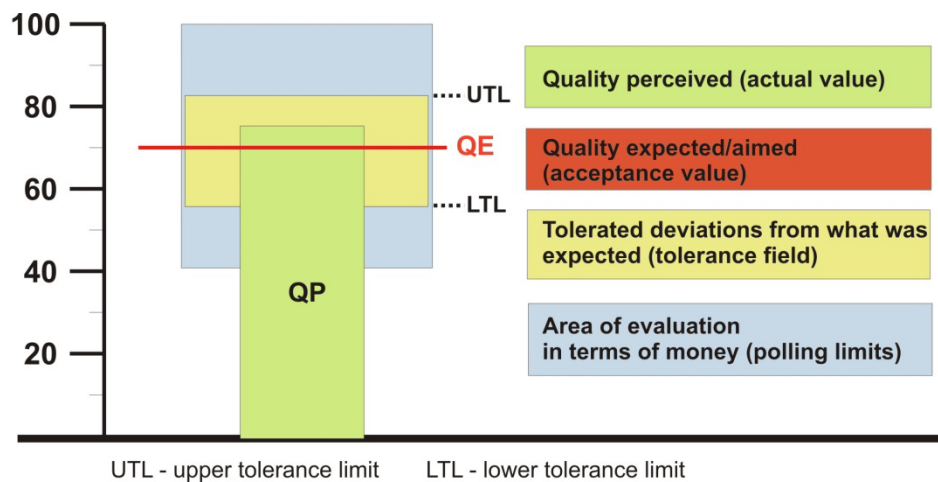 100
80
60
40
20
UTL
QE
LTL
QP
Quality perceived (actual value)
Quality expected/aimed
(acceptance value)
Tolerated deviations from what was
expected (tolerance field)
Area of evaluation
in terms of money (polling limits)
UTL - upper tolerance limit
LTL - lower tolerance limit